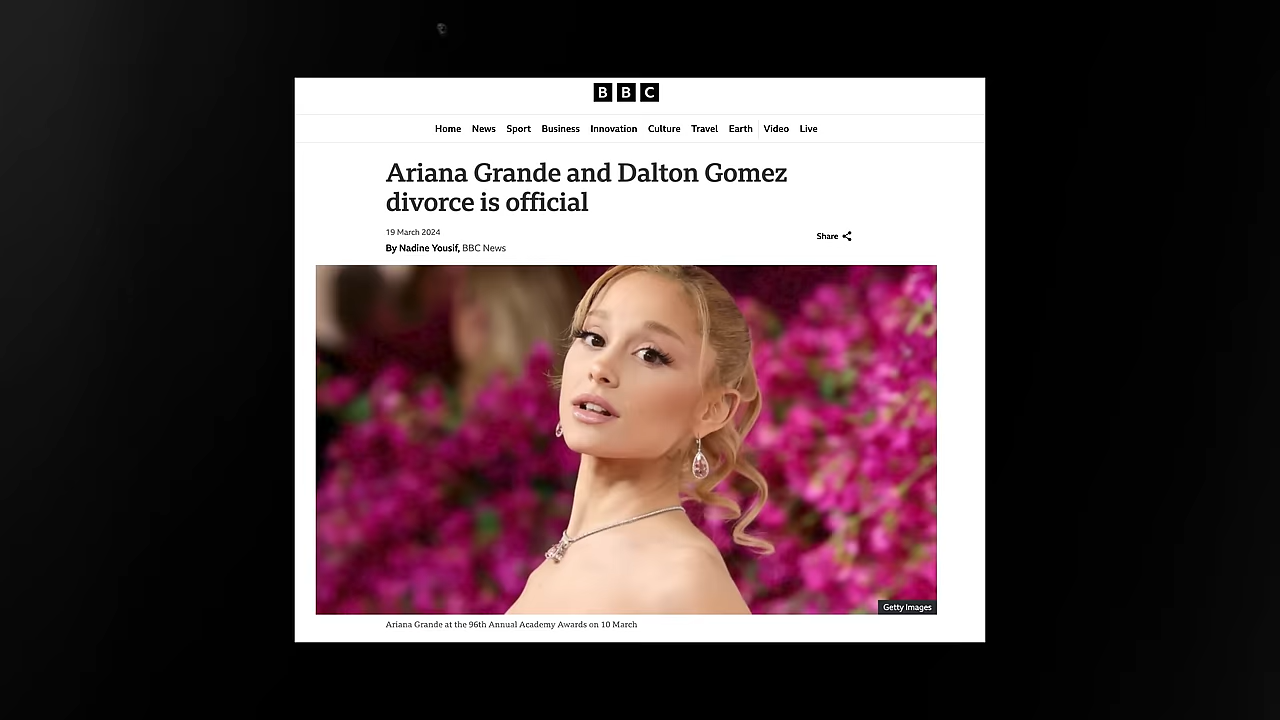 BBC
Home News Sport Business Innovation Culture Travel Earth Video Live
Ariana Grande and Dalton Gomez
divorce is official
19 March 2024
Share
By Nadine Yousif, BBC News
Getty Images
Ariana Grande at the 96th Annual Academy Awards on 10 March